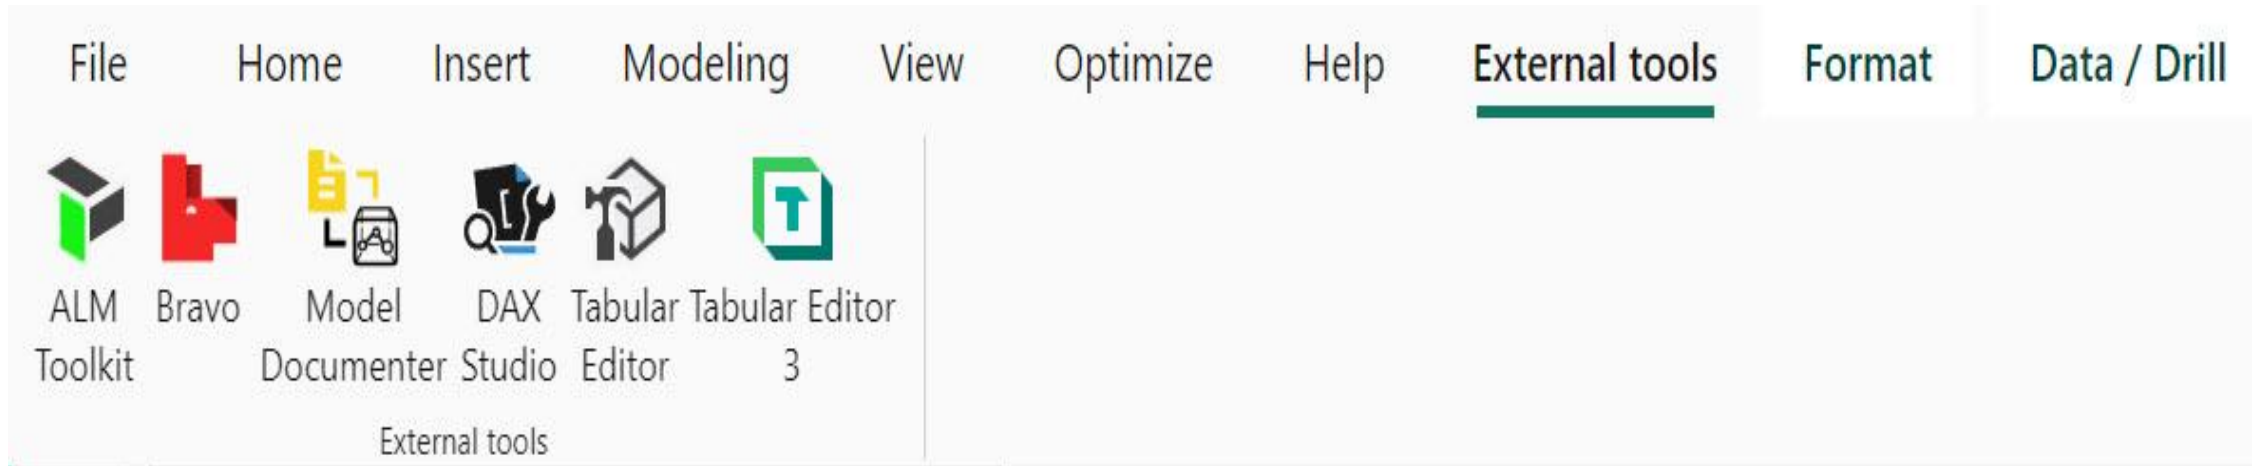 File Home Insert Modeling View Optimize Help External tools Format Data / Drill
ALM Toolkit
Bravo
Model Documenter
DAX Studio
Tabular Editor
Tabular Editor 3
External tools